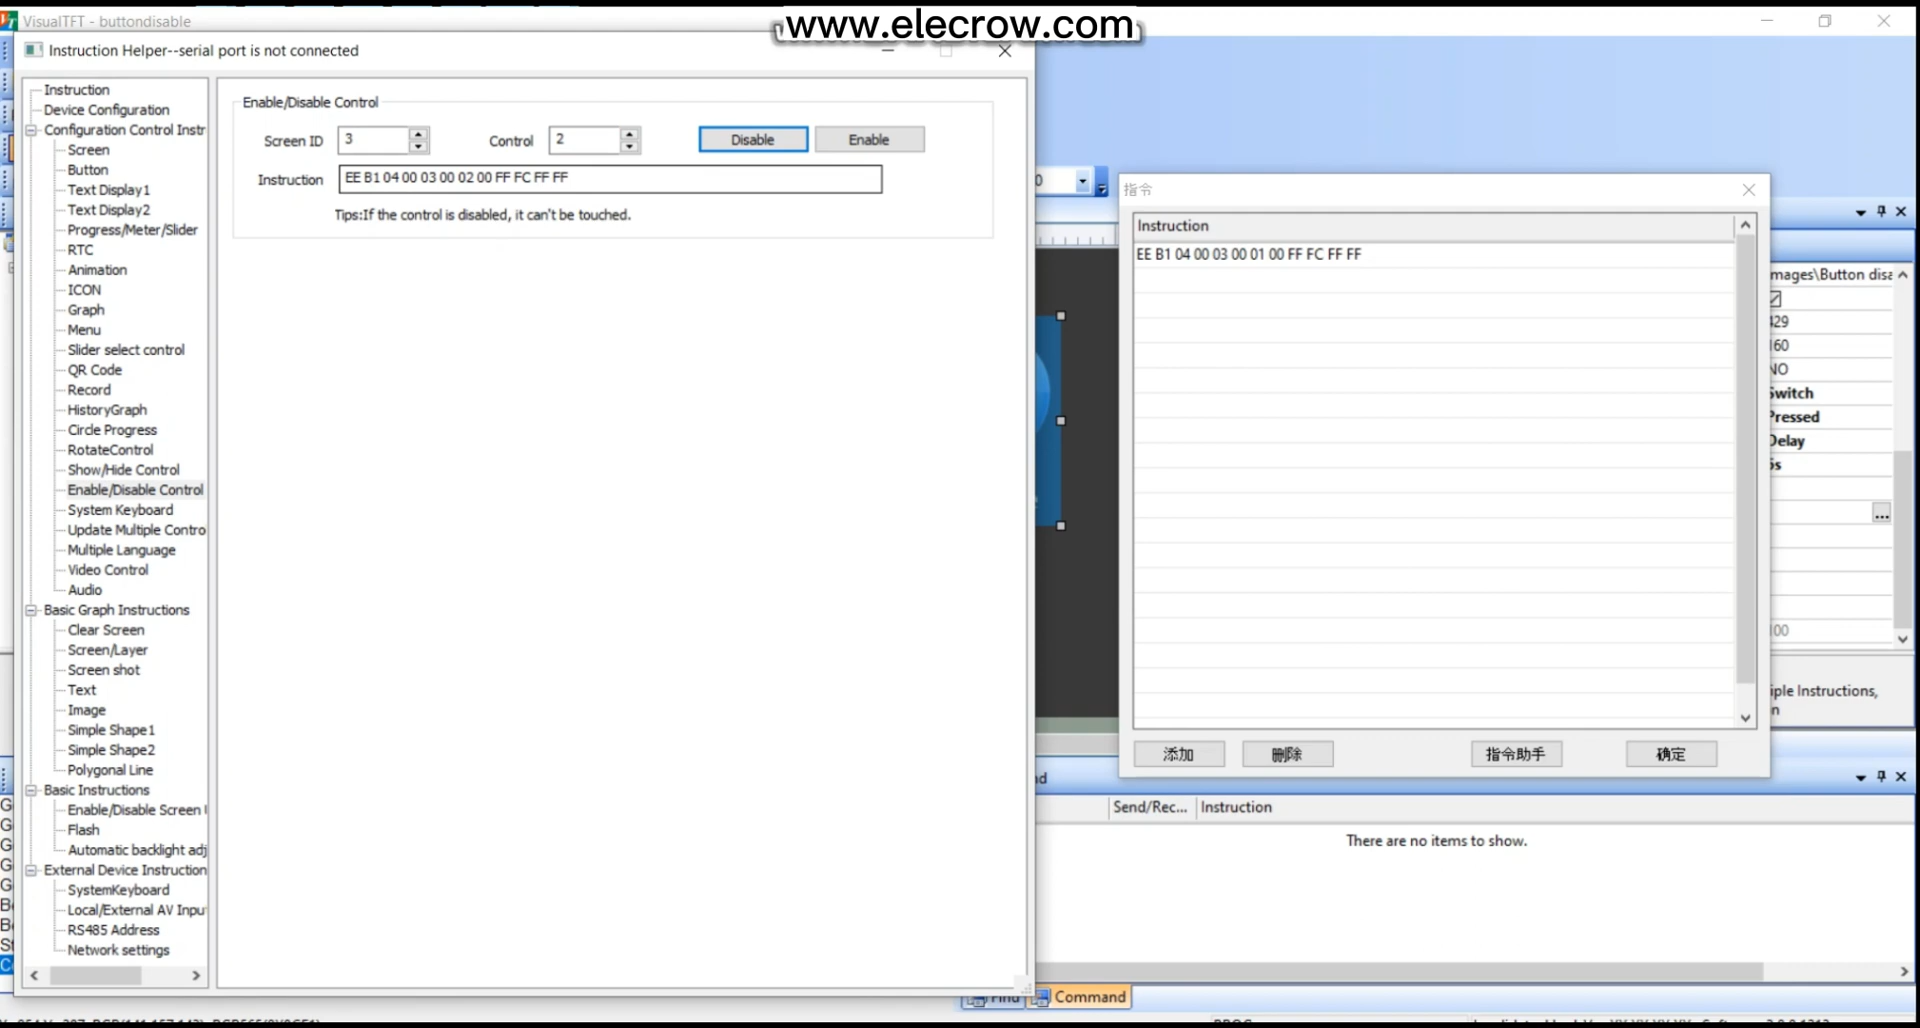 www.elecrow.com
VisualTFT - buttondisable
Instruction Helper--serial port is not connected
Instruction
Device Configuration
Configuration Control Instr
Screen
Button
Text Display1
Text Display2
Progress/Meter/Slider
RTC
Animation
ICON
Graph
Menu
Slider select control
QR Code
Record
HistoryGraph
Circle Progress
RotateControl
Show/Hide Control
Enable/Disable Control
System Keyboard
Update Multiple Contro
Multiple Language
Video Control
Audio
Basic Graph Instructions
Clear Screen
Screen/Layer
Screen shot
Text
Image
Simple Shape1
Simple Shape2
Polygonal Line
Basic Instructions
Enable/Disable Screen
Flash
Automatic backlight adj
External Device Instruction
SystemKeyboard
Local/External AV Inpu
RS485 Address
Network settings
Enable/Disable Control
Screen ID 3 Control 2 Disable Enable
Instruction EE B1 04 00 03 00 02 00 FF FC FF FF
Tips:If the control is disabled, it can't be touched.
指令
Instruction
EE B1 04 00 03 00 01 00 FF FC FF FF
添加 删除 指令助手 确定
mages\Button disa
429
160
NO
Switch
Pressed
Delay
100
iple Instructions,
Send/Rec... Instruction
There are no items to show.
Find Command